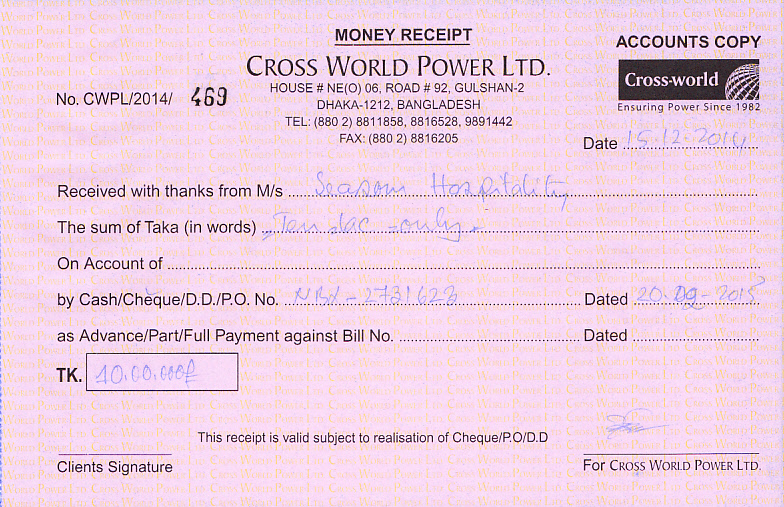 MONEY RECEIPT
ACCOUNTS COPY
CROSS WORLD POWER LTD.
Cross-world
Ensuring Power Since 1982
No. CWPL/2014/ 469
HOUSE # NE(O) 06, ROAD # 92, GULSHAN-2
DHAKA-1212, BANGLADESH
TEL: (880 2) 8811858, 8816528, 9891442
FAX: (880 2) 8816205
Date 15.12.2014
Received with thanks from M/s Season Hospitality
The sum of Taka (in words) Ten lac only
On Account of
by Cash/Cheque/D.D./P.O. No. NBL-2731623 Dated 20.-2015
as Advance/Part/Full Payment against Bill No. Dated
TK. 10,00,000/-
This receipt is valid subject to realisation of Cheque/P.O/D.D
Clients Signature
For CROSS WORLD POWER LTD.